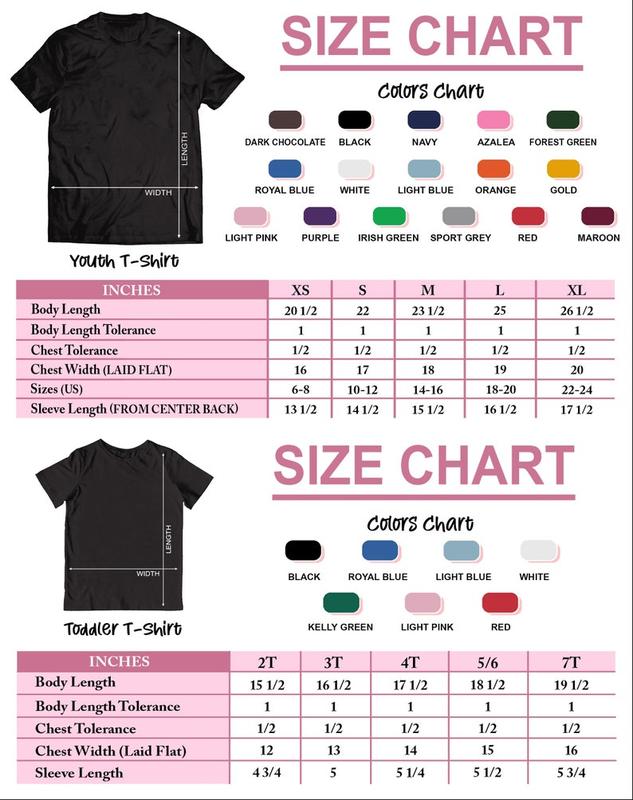 SIZE CHART
Colors Chart
DARK CHOCOLATE BLACK NAVY AZALEA FOREST GREEN
ROYAL BLUE WHITE LIGHT BLUE ORANGE GOLD
LIGHT PINK PURPLE IRISH GREEN SPORT GREY RED MAROON
LENGTH
WIDTH
Youth T-Shirt
INCHES XS S M L XL
Body Length 20 1/2 22 23 1/2 25 26 1/2
Body Length Tolerance 1 1 1 1 1
Chest Tolerance 1/2 1/2 1/2 1/2 1/2
Chest Width (LAID FLAT) 16 17 18 19 20
Sizes (US) 6-8 10-12 14-16 18-20 22-24
Sleeve Length (FROM CENTER BACK) 13 1/2 14 1/2 15 1/2 16 1/2 17 1/2
SIZE CHART
Colors Chart
BLACK ROYAL BLUE LIGHT BLUE WHITE
KELLY GREEN LIGHT PINK RED
LENGTH
WIDTH
Toddler T-Shirt
INCHES 2T 3T 4T 5/6 7T
Body Length 15 1/2 16 1/2 17 1/2 18 1/2 19 1/2
Body Length Tolerance 1 1 1 1 1
Chest Tolerance 1/2 1/2 1/2 1/2 1/2
Chest Width (Laid Flat) 12 13 14 15 16
Sleeve Length 4 3/4 5 5 1/4 5 1/2 5 3/4